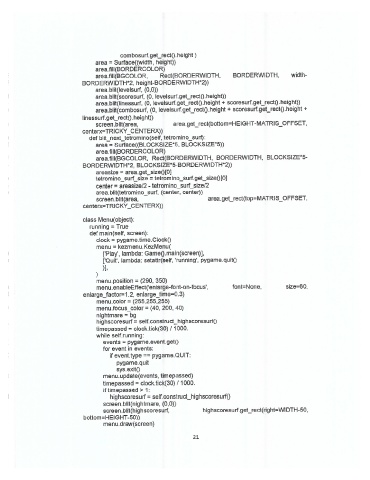 combosurf.get_rect().height )
area = Surface((width, height))
area.fill(BORDERCOLOR)
area.fill(BGCOLOR, Rect(BORDERWIDTH, BORDERWIDTH, width-
BORDERWIDTH*2, height-BORDERWIDTH*2))
area.blit(levelsurf, (0,0))
area.blit(scoresurf, (0, levelsurf.get_rect().height))
area.blit(linessurf, (0, levelsurf.get_rect().height + scoresurf.get_rect().height))
area.blit(combosurf, (0, levelsurf.get_rect().height + scoresurf.get_rect().height +
linessurf.get_rect().height))
screen.blit(area, area.get_rect(bottom=HEIGHT-MATRIS_OFFSET,
centerx=TRICKY_CENTERX))
def blit_next_tetromino(self, tetromino_surf):
area = Surface((BLOCKSIZE*5, BLOCKSIZE*5))
area.fill(BORDERCOLOR)
area.fill(BGCOLOR, Rect(BORDERWIDTH, BORDERWIDTH, BLOCKSIZE*5-
BORDERWIDTH*2, BLOCKSIZE*5-BORDERWIDTH*2))
areasize = area.get_size()[0]
tetromino_surf_size = tetromino_surf.get_size()[0]
center = areasize/2 - tetromino_surf_size/2
area.blit(tetromino_surf, (center, center))
screen.blit(area, area.get_rect(top=MATRIS_OFFSET,
centerx=TRICKY_CENTERX))
class Menu(object):
running = True
def main(self, screen):
clock = pygame.time.Clock()
menu = kezmenu.KezMenu(
['Play', lambda: Game().main(screen)],
['Quit', lambda: setattr(self, 'running', pygame.quit()
)],
)
menu.position = (290, 350)
menu.enableEffect('enlarge-font-on-focus', font=None, size=60,
enlarge_factor=1.2, enlarge_time=0.3)
menu.color = (255,255,255)
menu.focus_color = (40, 200, 40)
nightmare = bg
highscoresurf = self.construct_highscoresurf()
timepassed = clock.tick(30) / 1000.
while self.running:
events = pygame.event.get()
for event in events:
if event.type == pygame.QUIT:
pygame.quit
sys.exit()
menu.update(events, timepassed)
timepassed = clock.tick(30) / 1000.
if timepassed > 1:
highscoresurf = self.construct_highscoresurf()
screen.blit(nightmare, (0,0))
screen.blit(highscoresurf, highscoresurf.get_rect(right=WIDTH-50,
bottom=HEIGHT-50))
menu.draw(screen)
21